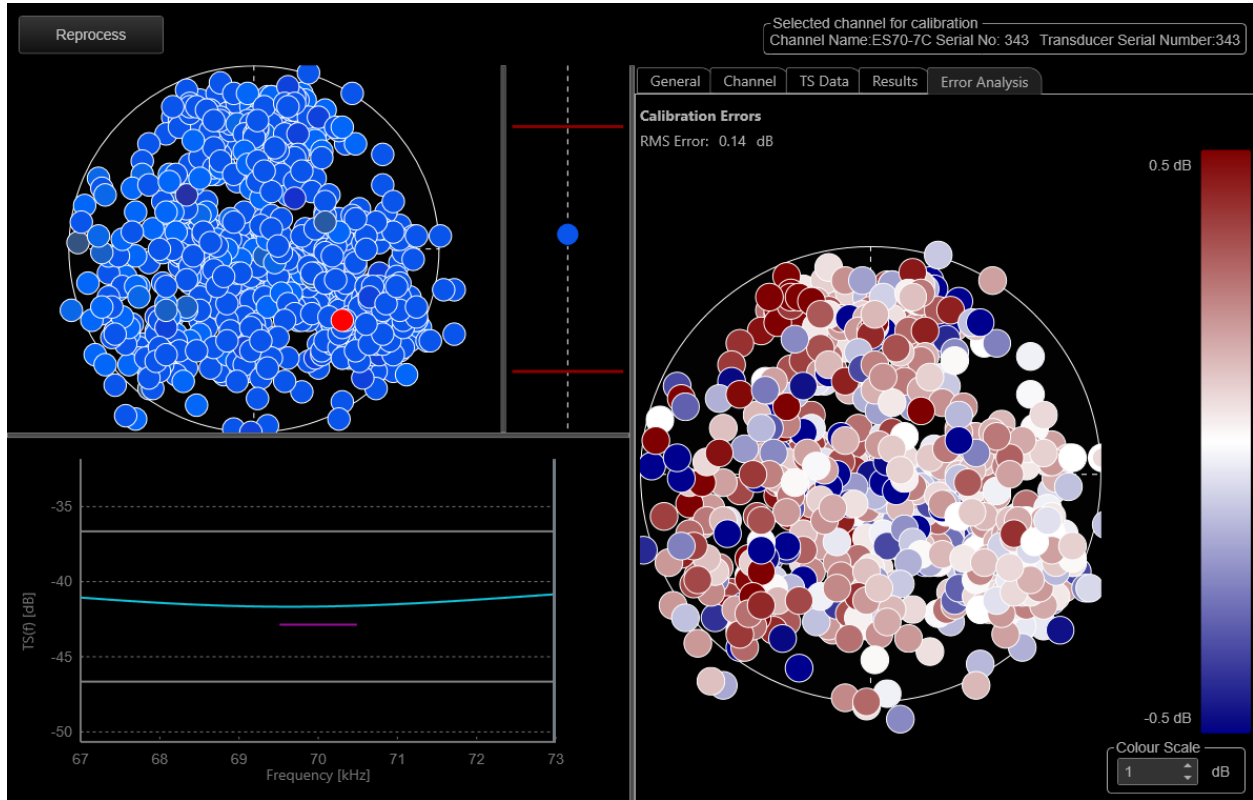 Reprocess
Selected channel for calibration
Channel Name:ES70-7C Serial No: 343 Transducer Serial Number:343
General Channel TS Data Results Error Analysis
Calibration Errors
RMS Error: 0.14 dB
0.5 dB
-0.5 dB
Colour Scale
1 dB
TS(f) [dB]
-35
-40
-45
-50
67 68 69 70 71 72 73
Frequency [kHz]